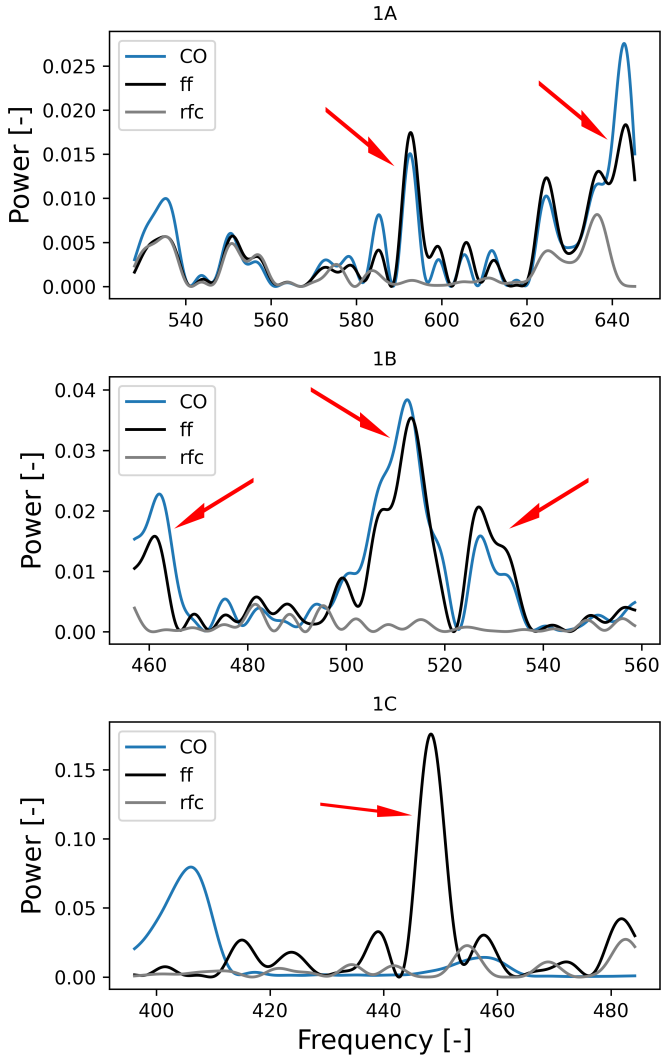 1A
Power [-]
CO
ff
rfc
0.025
0.020
0.015
0.010
0.005
0.000
540 560 580 600 620 640
1B
Power [-]
CO
ff
rfc
0.04
0.03
0.02
0.01
0.00
460 480 500 520 540 560
1C
Power [-]
CO
ff
rfc
0.15
0.10
0.05
0.00
400 420 440 460 480
Frequency [-]